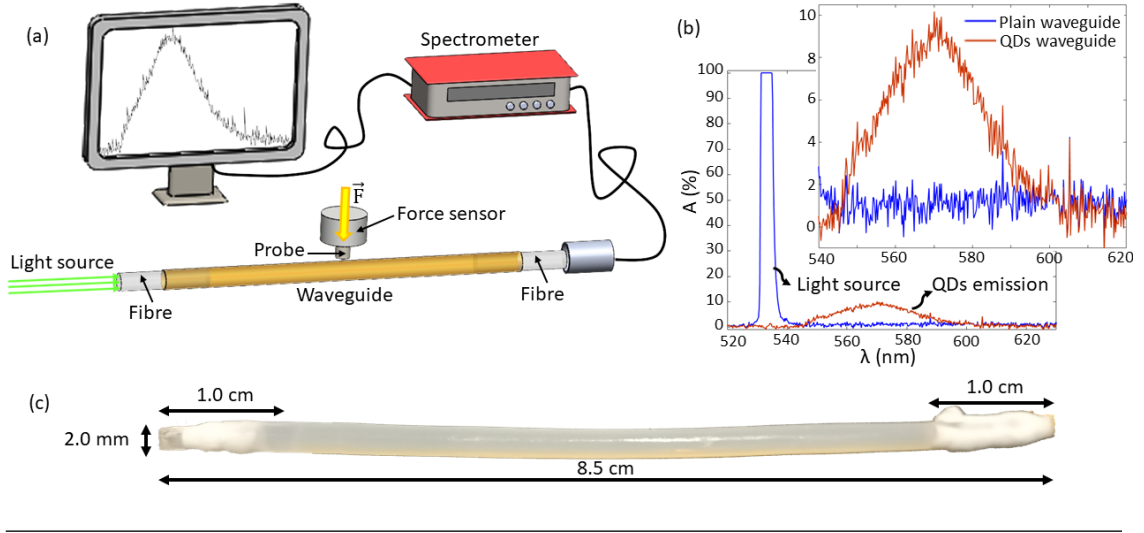 (a)
Spectrometer
F
Force sensor
Probe
Light source
Fibre
Waveguide
Fibre
(b)
Plain waveguide
QDs waveguide
10
8
6
4
2
0
540
560
580
600
620
100
90
80
70
60
50
40
30
20
10
0
A (%)
Light source
QDs emission
520
540
560
580
600
620
λ (nm)
(c)
1.0 cm
1.0 cm
2.0 mm
8.5 cm